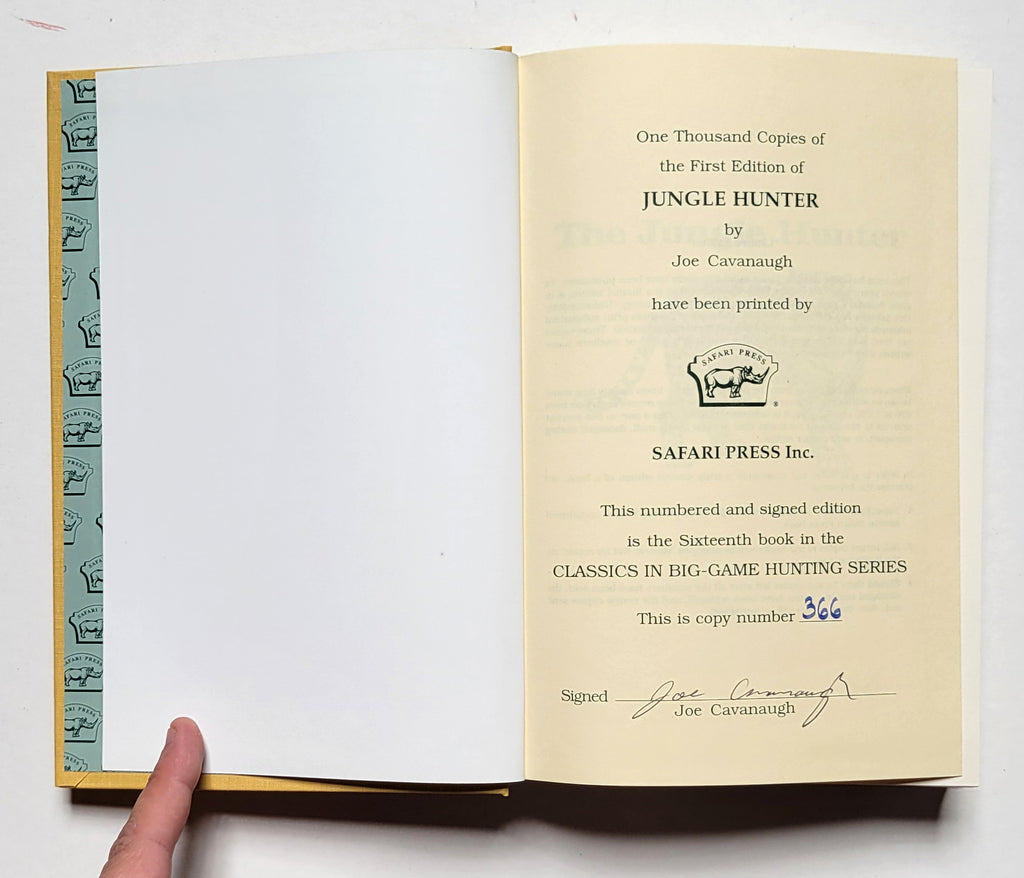 One Thousand Copies of
the First Edition of
JUNGLE HUNTER
by
Joe Cavanaugh
have been printed by
SAFARI PRESS
®
SAFARI PRESS Inc.
This numbered and signed edition
is the Sixteenth book in the
CLASSICS IN BIG-GAME HUNTING SERIES
This is copy number 366
Signed Joe Cavanaugh
Joe Cavanaugh